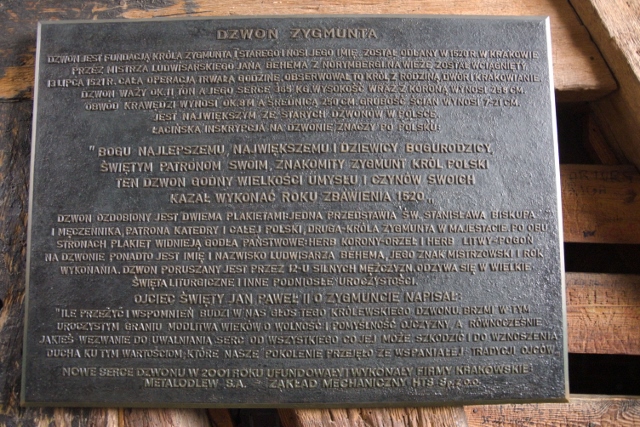 DZWON ZYGMUNTA
DZWON JEST FUNDACJĄ KRÓLA ZYGMUNTA I STAREGO I NOSI JEGO IMIĘ. ZOSTAŁ ODLANY W 1520 R. W KRAKOWIE
PRZEZ MISTRZA LUDWISARSKIEGO JANA BEHEMA Z NORYMBERGI. NA WIEŻĘ ZOSTAŁ WCIĄGNIĘTY
13 LIPCA 1521 R. CAŁA OPERACJA TRWAŁA GODZINĘ, OBSERWOWAŁ TO KRÓL Z RODZINĄ, DWÓR I KRAKOWIANIE.
DZWON WAŻY OK. 11 TON A JEGO SERCE KG. WYSOKOŚĆ WRAZ Z KORONĄ WYNOSI CM.
OBWÓD KRAWĘDZI WYNOSI OK. 8 M A ŚREDNICA CM. GRUBOŚĆ ŚCIAN WYNOSI 7-21 CM.
JEST NAJWIĘKSZYM ZE STARYCH DZWONÓW W POLSCE.
ŁACIŃSKA INSKRYPCJA NA DZWONIE ZNACZY PO POLSKU:
"BOGU NAJLEPSZEMU, NAJWIĘKSZEMU I DZIEWICY BOGURODZICY,
ŚWIĘTYM PATRONOM SWOIM, ZNAKOMITY ZYGMUNT KRÓL POLSKI
TEN DZWON GODNY WIELKOŚCI UMYSŁU I CZYNÓW SWOICH
KAZAŁ WYKONAĆ ROKU ZBAWIENIA 1520."
DZWON OZDOBIONY JEST DWIEMA PLAKIETAMI: JEDNA PRZEDSTAWIA ŚW. STANISŁAWA BISKUPA
I MĘCZENNIKA, PATRONA KATEDRY I CAŁEJ POLSKI, DRUGA - KRÓLA ZYGMUNTA W MAJESTACIE. PO OBU
STRONACH PLAKIET WIDNIEJĄ GODŁA PAŃSTWOWE: HERB KORONY - ORZEŁ I HERB LITWY - POGOŃ.
NA DZWONIE PONADTO JEST IMIĘ I NAZWISKO LUDWISARZA BEHEMA, JEGO ZNAK MISTRZOWSKI I ROK
WYKONANIA. DZWON PORUSZANY JEST PRZEZ 12-U SILNYCH MĘŻCZYZN. ODZYWA SIĘ W WIELKIE
ŚWIĘTA LITURGICZNE I INNE PODNIOSŁE UROCZYSTOŚCI.
OJCIEC ŚWIĘTY JAN PAWEŁ II O ZYGMUNCIE NAPISAŁ:
"ILE PRZEŻYĆ I WSPOMNIEŃ BUDZI W NAS GŁOS TEGO KRÓLEWSKIEGO DZWONU. BRZMI W TYM
UROCZYSTYM GRANIU MODLITWA WIEKÓW O WOLNOŚĆ I POMYŚLNOŚĆ OJCZYZNY, A RÓWNOCZEŚNIE
JAKIEŚ WEZWANIE DO UWALNIANIA SERC OD WSZYSTKIEGO CO JEJ MOŻE SZKODZIĆ I DO WZNOSZENIA
DUCHA KU TYM WARTOŚCIOM, KTÓRE NASZE POKOLENIE PRZEJĘŁO ZE WSPANIAŁEJ TRADYCJI OJCÓW."
NOWE SERCE DZWONU W 2001 ROKU UFUNDOWAŁY I WYKONAŁY FIRMY KRAKOWSKIE
METALODLEW S.A. - ZAKŁAD MECHANICZNY HTS Sp. z o.o.